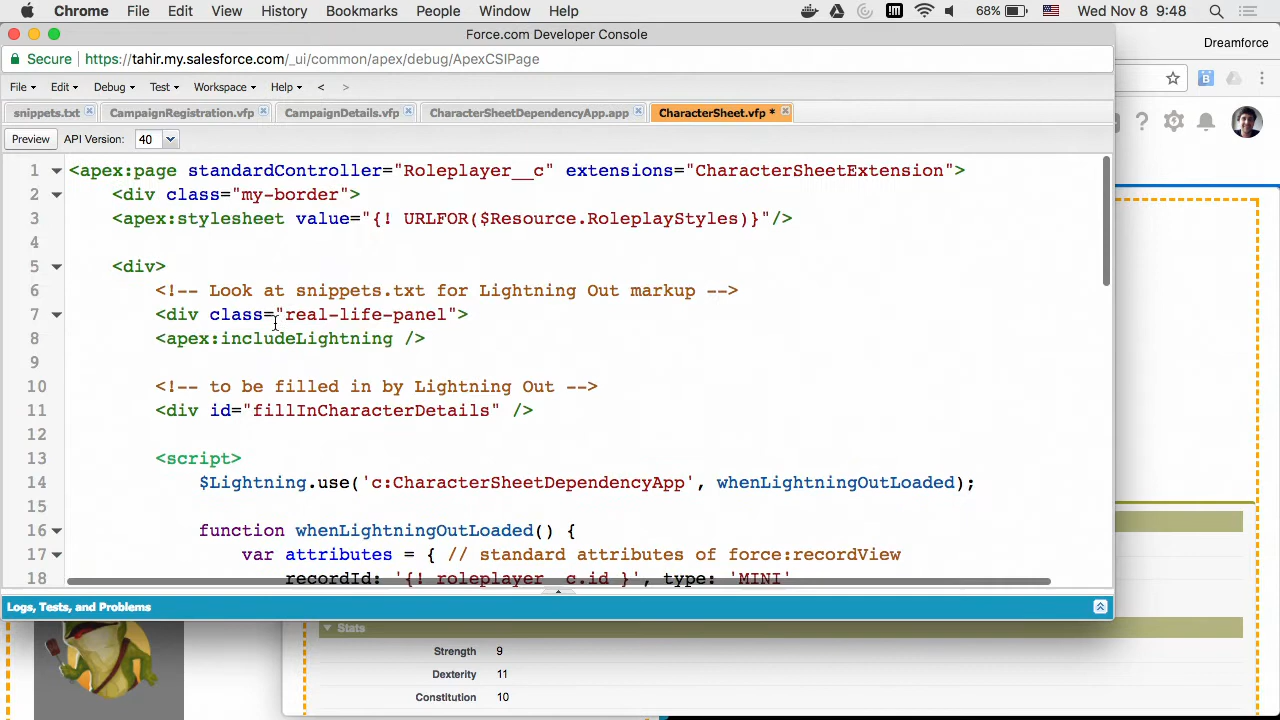 Chrome File Edit View History Bookmarks People Window Help 68% Wed Nov 8 9:48
Force.com Developer Console
Dreamforce
Secure https://tahir.my.salesforce.com/_ui/common/apex/debug/ApexCSIPage
File Edit Debug Test Workspace Help < >
snippets.txt CampaignRegistration.vfp CampaignDetails.vfp CharacterSheetDependencyApp.app CharacterSheet.vfp *
Preview API Version: 40
1 <apex:page standardController="Roleplayer__c" extensions="CharacterSheetExtension">
2 <div class="my-border">
3 <apex:stylesheet value="{! URLFOR($Resource.RoleplayStyles)}"/>
4
5 <div>
6 <!-- Look at snippets.txt for Lightning Out markup -->
7 <div class="real-life-panel">
8 <apex:includeLightning />
9
10 <!-- to be filled in by Lightning Out -->
11 <div id="fillInCharacterDetails" />
12
13 <script>
14 $Lightning.use('c:CharacterSheetDependencyApp', whenLightningOutLoaded);
15
16 function whenLightningOutLoaded() {
17 var attributes = { // standard attributes of force:recordView
18 recordId: '{! roleplayer__c.id }', type: 'MINI'
Logs, Tests, and Problems
Stats
Strength 9
Dexterity 11
Constitution 10